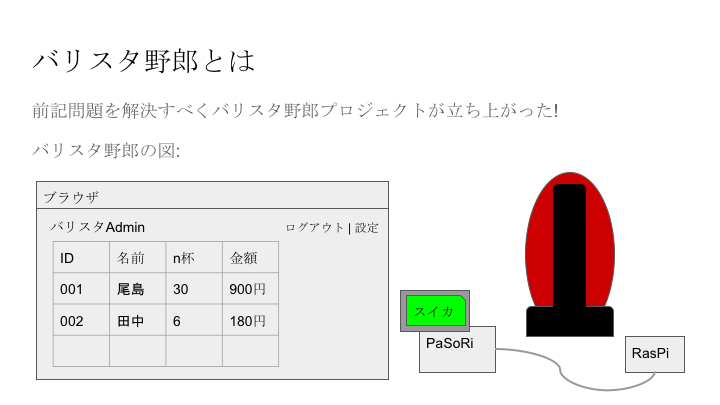 バリスタ野郎とは
前記問題を解決すべくバリスタ野郎プロジェクトが立ち上がった!
バリスタ野郎の図:
ブラウザ
バリスタAdmin ログアウト | 設定
ID 名前 n杯 金額
001 尾島 30 900円
002 田中 6 180円
スイカ
PaSoRi
RasPi